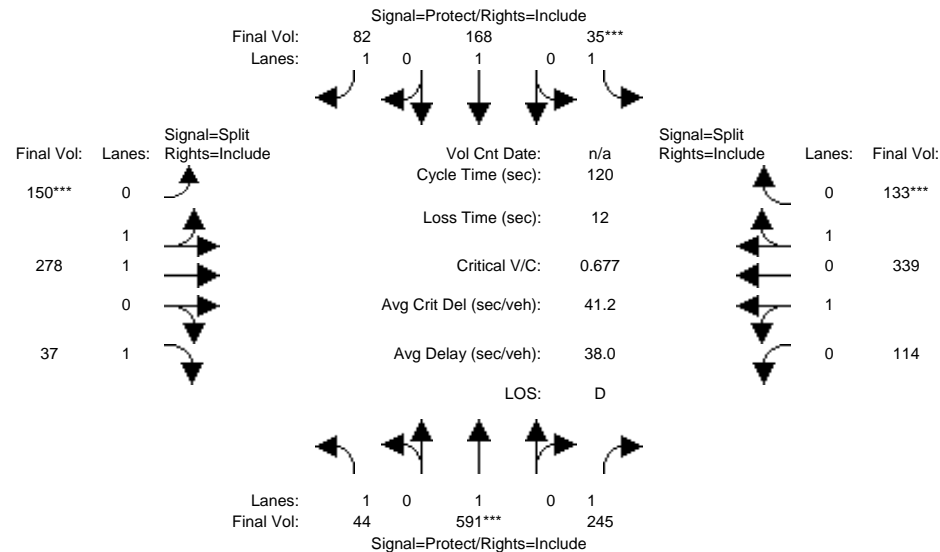 Signal=Protect/Rights=Include
Final Vol: 82 168 35***
Lanes: 1 0 1 0 1
Signal=Split Signal=Split
Final Vol: Lanes: Rights=Include Vol Cnt Date: n/a Rights=Include Lanes: Final Vol:
Cycle Time (sec): 120
150*** 0 0 133***
Loss Time (sec): 12
1 1
278 1 Critical V/C: 0.677 0 339
0 Avg Crit Del (sec/veh): 41.2 1
37 1 Avg Delay (sec/veh): 38.0 0 114
LOS: D
Lanes: 1 0 1 0 1
Final Vol: 44 591*** 245
Signal=Protect/Rights=Include